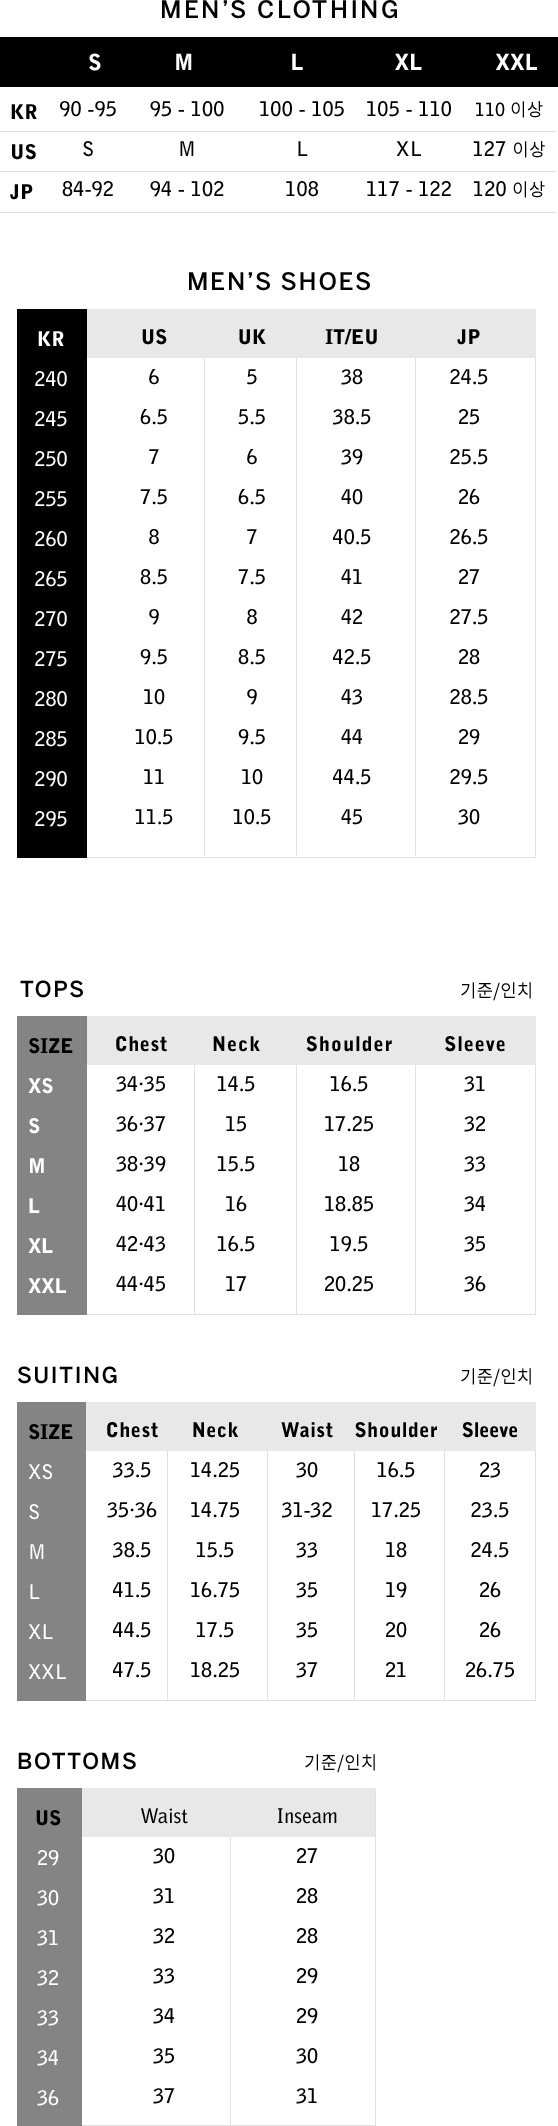 MEN'S CLOTHING
S M L XL XXL
KR 90 -95 95 - 100 100 - 105 105 - 110 110 이상
US S M L XL 127 이상
JP 84-92 94 - 102 108 117 - 122 120 이상
MEN'S SHOES
KR US UK IT/EU JP
240 6 5 38 24.5
245 6.5 5.5 38.5 25
250 7 6 39 25.5
255 7.5 6.5 40 26
260 8 7 40.5 26.5
265 8.5 7.5 41 27
270 9 8 42 27.5
275 9.5 8.5 42.5 28
280 10 9 43 28.5
285 10.5 9.5 44 29
290 11 10 44.5 29.5
295 11.5 10.5 45 30
TOPS 기준/인치
SIZE Chest Neck Shoulder Sleeve
XS 34·35 14.5 16.5 31
S 36·37 15 17.25 32
M 38·39 15.5 18 33
L 40·41 16 18.85 34
XL 42·43 16.5 19.5 35
XXL 44·45 17 20.25 36
SUITING 기준/인치
SIZE Chest Neck Waist Shoulder Sleeve
XS 33.5 14.25 30 16.5 23
S 35·36 14.75 31-32 17.25 23.5
M 38.5 15.5 33 18 24.5
L 41.5 16.75 35 19 26
XL 44.5 17.5 35 20 26
XXL 47.5 18.25 37 21 26.75
BOTTOMS 기준/인치
US Waist Inseam
29 30 27
30 31 28
31 32 28
32 33 29
33 34 29
34 35 30
36 37 31